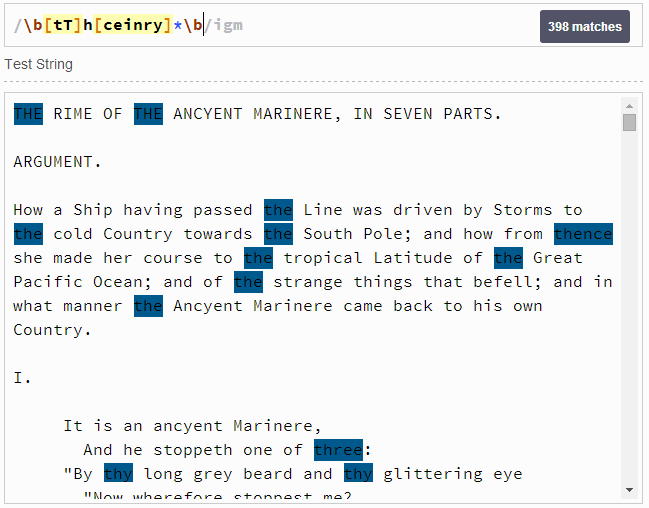 /\b[tT]h[ceinry]*\b/igm
398 matches
Test String
THE RIME OF THE ANCYENT MARINERE, IN SEVEN PARTS.
ARGUMENT.
How a Ship having passed the Line was driven by Storms to
the cold Country towards the South Pole; and how from thence
she made her course to the tropical Latitude of the Great
Pacific Ocean; and of the strange things that befell; and in
what manner the Ancyent Marinere came back to his own
Country.
I.
It is an ancyent Marinere,
And he stoppeth one of three:
"By thy long grey beard and thy glittering eye
"Now wherefore stoppest me?